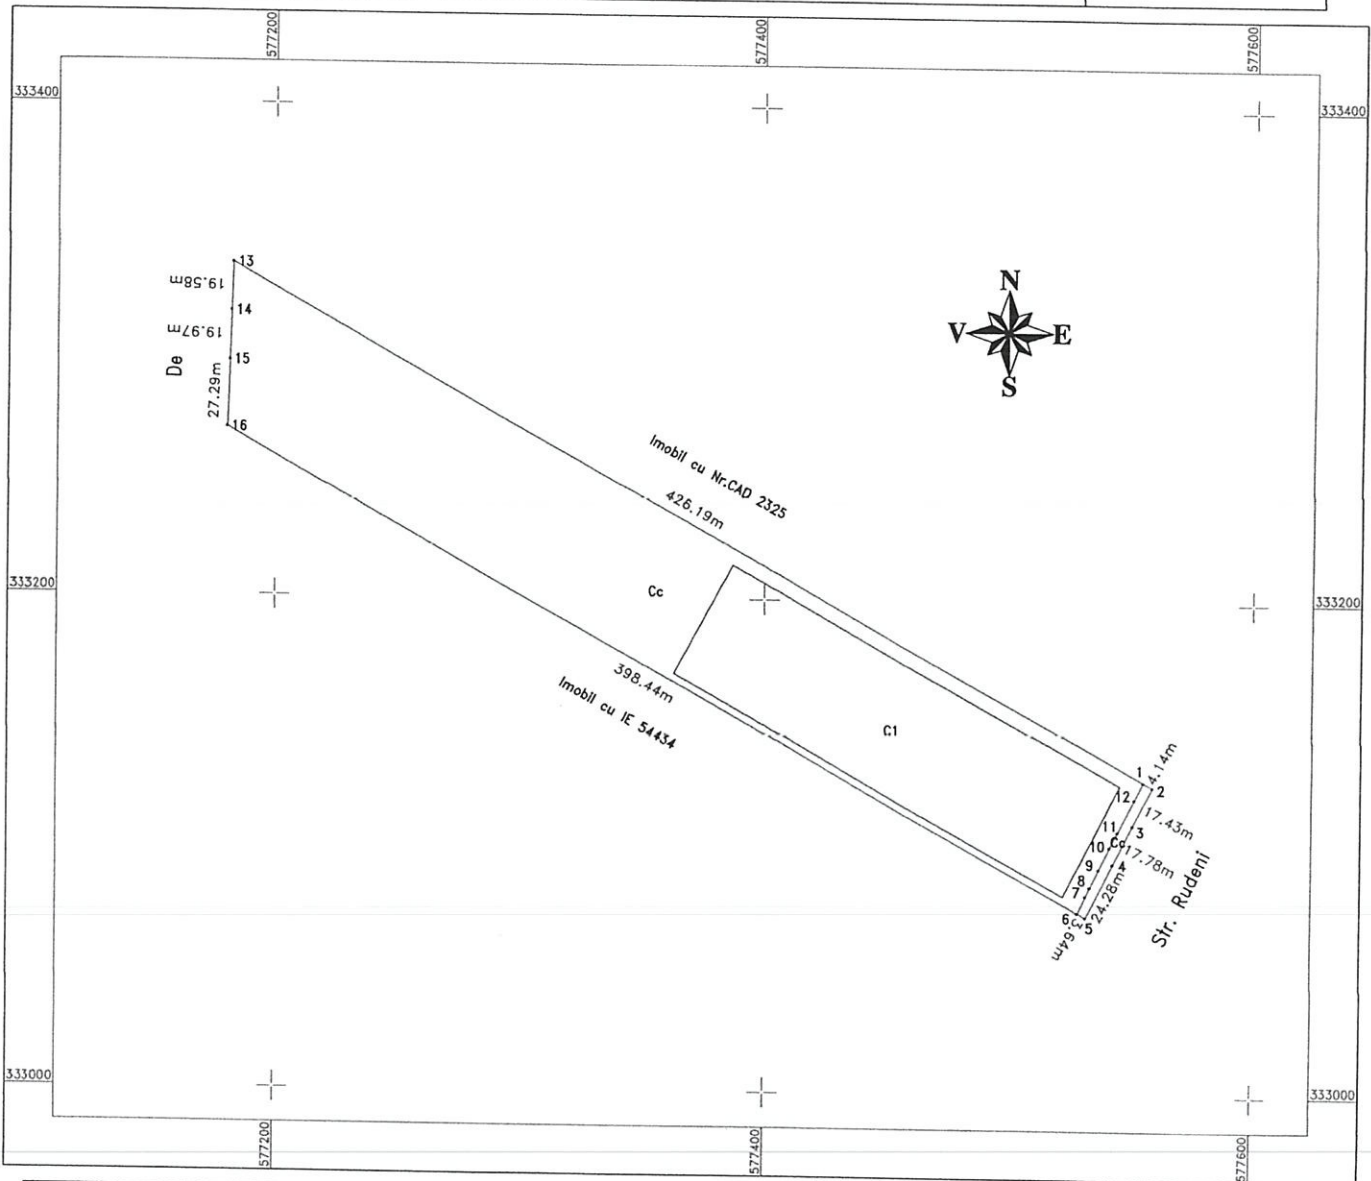 577200
577400
577600
333400
333400
13
19.58m
14
19.97m
15
De
27.29m
16
N
V
E
S
Imobil cu Nr.CAD 2325
426.19m
333200
333200
Cc
398.44m
Imobil cu IE 54434
C1
1
4.14m
2
12
17.43m
3
11
Cc
10
17.78m
4
9
8
24.28m
7
6
5
3.64m
Str. Rudeni
333000
333000
577200
577400
577600